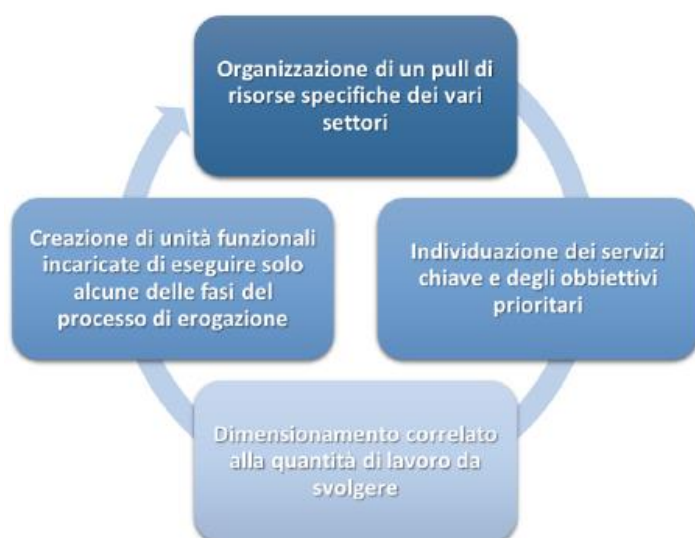 Organizzazione di un pull di
risorse specifiche dei vari
settori
Individuazione dei servizi
chiave e degli obbiettivi
prioritari
Dimensionamento correlato
alla quantità di lavoro da
svolgere
Creazione di unità funzionali
incaricate di eseguire solo
alcune delle fasi del
processo di erogazione